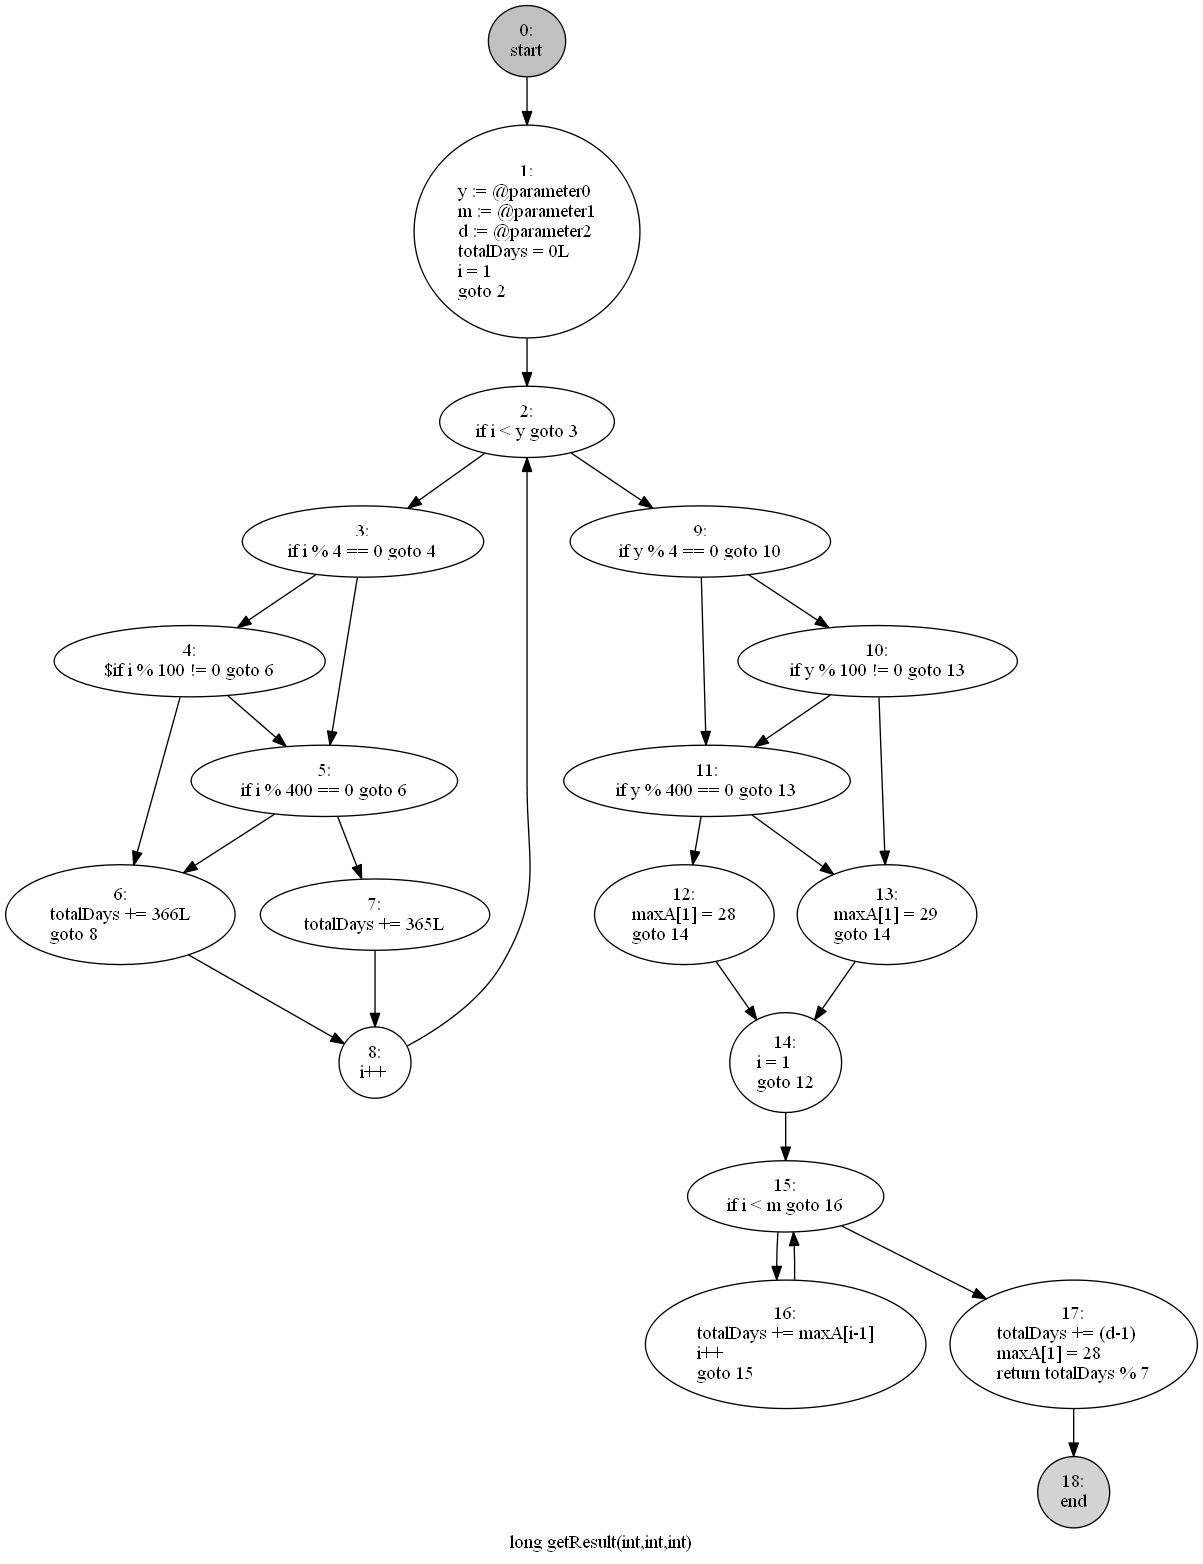 0:
start
1:
y := @parameter0
m := @parameter1
d := @parameter2
totalDays = 0L
i = 1
goto 2
2:
if i < y goto 3
3:
if i % 4 == 0 goto 4
9:
if y % 4 == 0 goto 10
4:
$if i % 100 != 0 goto 6
10:
if y % 100 != 0 goto 13
5:
if i % 400 == 0 goto 6
11:
if y % 400 == 0 goto 13
6:
totalDays += 366L
goto 8
7:
totalDays += 365L
12:
maxA[1] = 28
goto 14
13:
maxA[1] = 29
goto 14
8:
i++
14:
i = 1
goto 12
15:
if i < m goto 16
16:
totalDays += maxA[i-1]
i++
goto 15
17:
totalDays += (d-1)
maxA[1] = 28
return totalDays % 7
18:
end
long getResult(int,int,int)